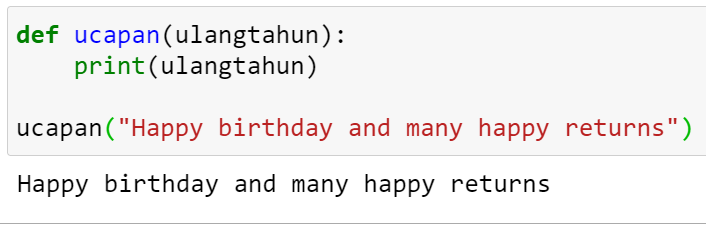 def ucapan(ulangtahun):
    print(ulangtahun)
ucapan("Happy birthday and many happy returns")
Happy birthday and many happy returns